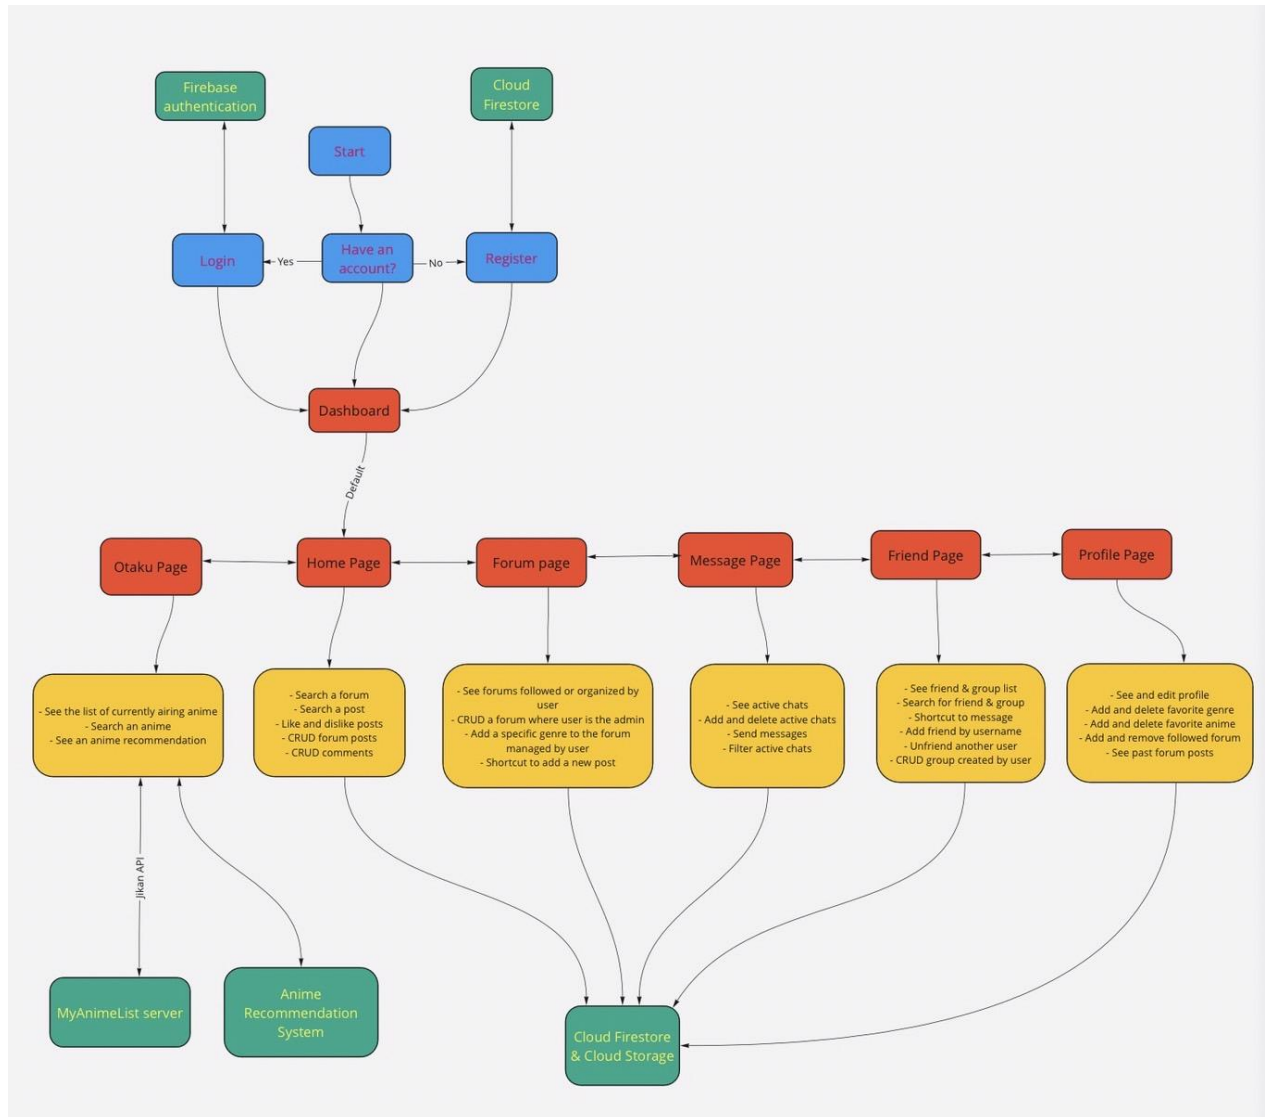 Firebase
authentication
Cloud
Firestore
Start
Login
Yes
Have an
account?
No
Register
Dashboard
Default
Otaku Page
Home Page
Forum page
Message Page
Friend Page
Profile Page
- See the list of currently airing anime
- Search an anime
- See an anime recommendation
- Search a forum
- Search a post
- Like and dislike posts
- CRUD forum posts
- CRUD comments
- See forums followed or organized by
user
- CRUD a forum where user is the admin
- Add a specific genre to the forum
managed by user
- Shortcut to add a new post
- See active chats
- Add and delete active chats
- Send messages
- Filter active chats
- See friend & group list
- Search for friend & group
- Shortcut to message
- Add friend by username
- Unfriend another user
- CRUD group created by user
- See and edit profile
- Add and delete favorite genre
- Add and delete favorite anime
- Add and remove followed forum
- See past forum posts
Jikan API
MyAnimeList server
Anime
Recommendation
System
Cloud Firestore
& Cloud Storage